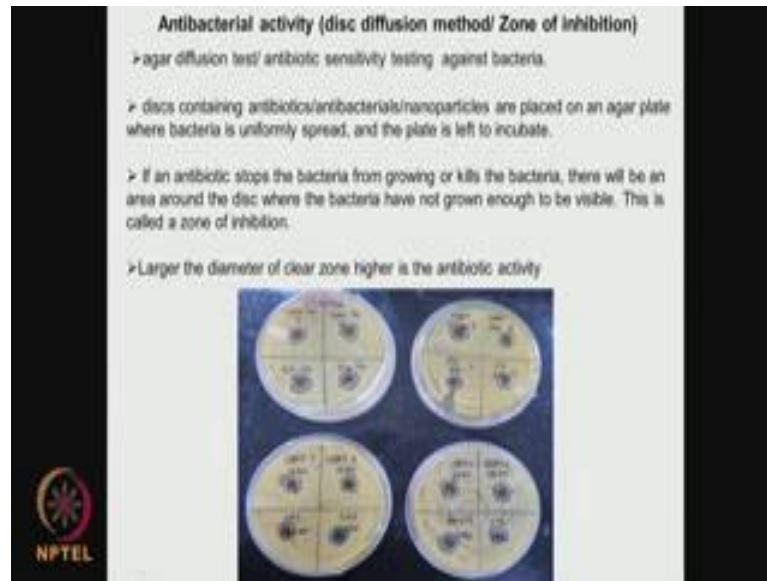 Antibacterial activity (disc diffusion method/ Zone of inhibition)
➢agar diffusion test/ antibiotic sensitivity testing against bacteria.
➢ discs containing antibiotics/antibacterials/nanoparticles are placed on an agar plate
where bacteria is uniformly spread, and the plate is left to incubate.
➢ If an antibiotic stops the bacteria from growing or kills the bacteria, there will be an
area around the disc where the bacteria have not grown enough to be visible. This is
called a zone of inhibition.
➢Larger the diameter of clear zone higher is the antibiotic activity
NPTEL